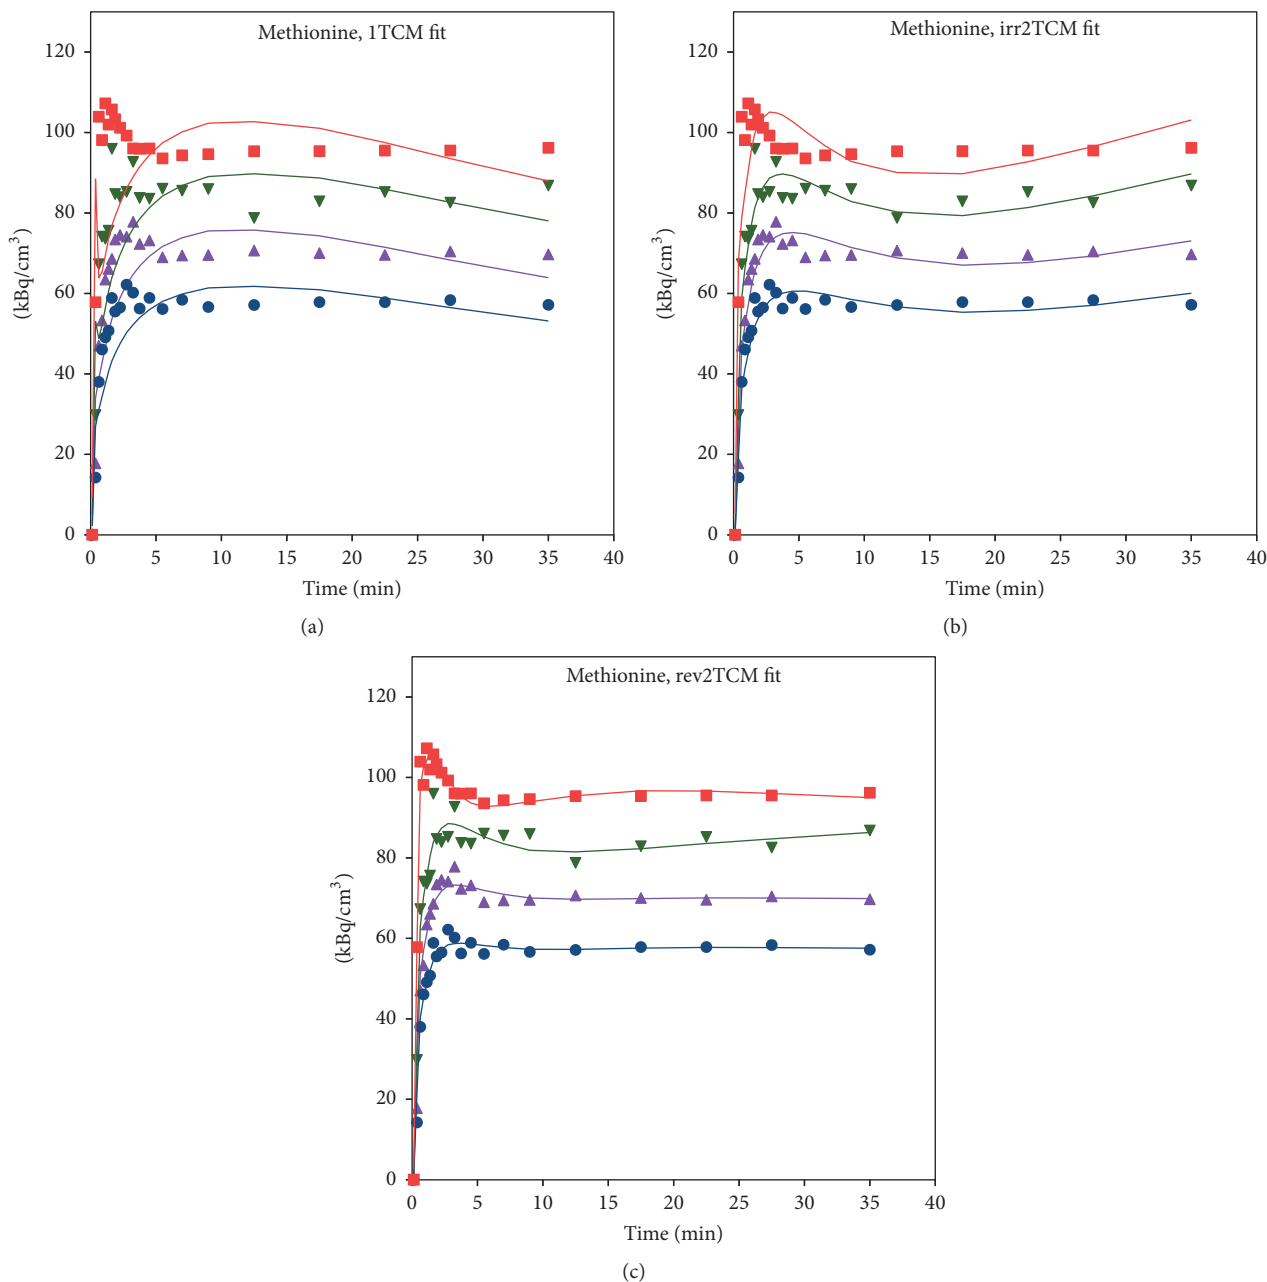 Methionine, 1TCM fit
120
100
80
60
40
20
0
(kBq/cm³)
0 5 10 15 20 25 30 35 40
Time (min)
(a)
Methionine, irr2TCM fit
120
100
80
60
40
20
0
(kBq/cm³)
0 5 10 15 20 25 30 35 40
Time (min)
(b)
Methionine, rev2TCM fit
120
100
80
60
40
20
0
(kBq/cm³)
0 5 10 15 20 25 30 35 40
Time (min)
(c)